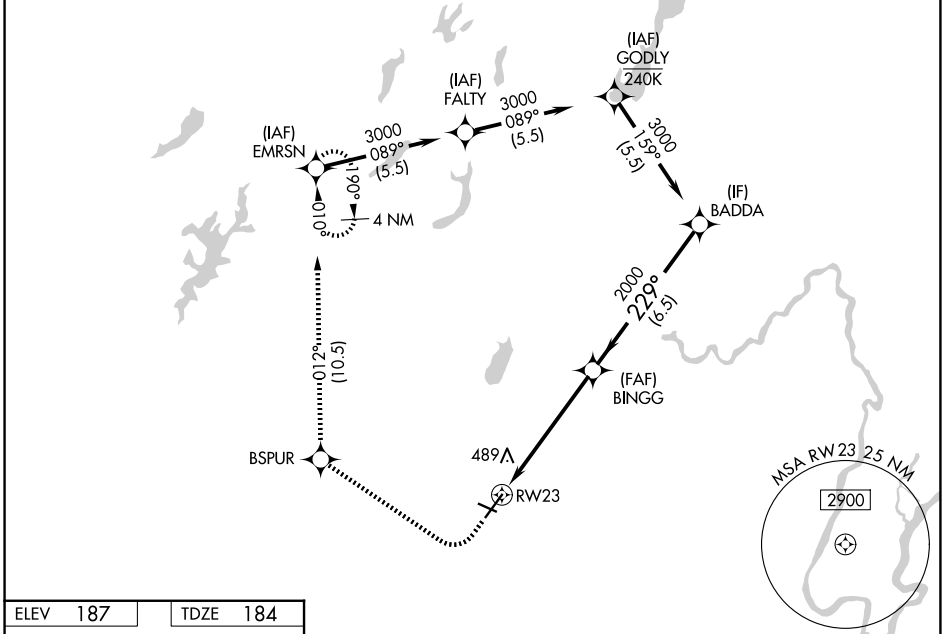 (IAF)
GODLY
240K
(IAF)
FALTY
3000
089°
(5.5)
(IAF)
EMRSN
3000
089°
(5.5)
3000
159°
(5.5)
190°
010°
4 NM
(IF)
BADDA
2000
229°
(6.5)
012°
(10.5)
(FAF)
BINGG
BSPUR
489
RW23
MSA RW23 25 NM
2900
ELEV 187
TDZE 184